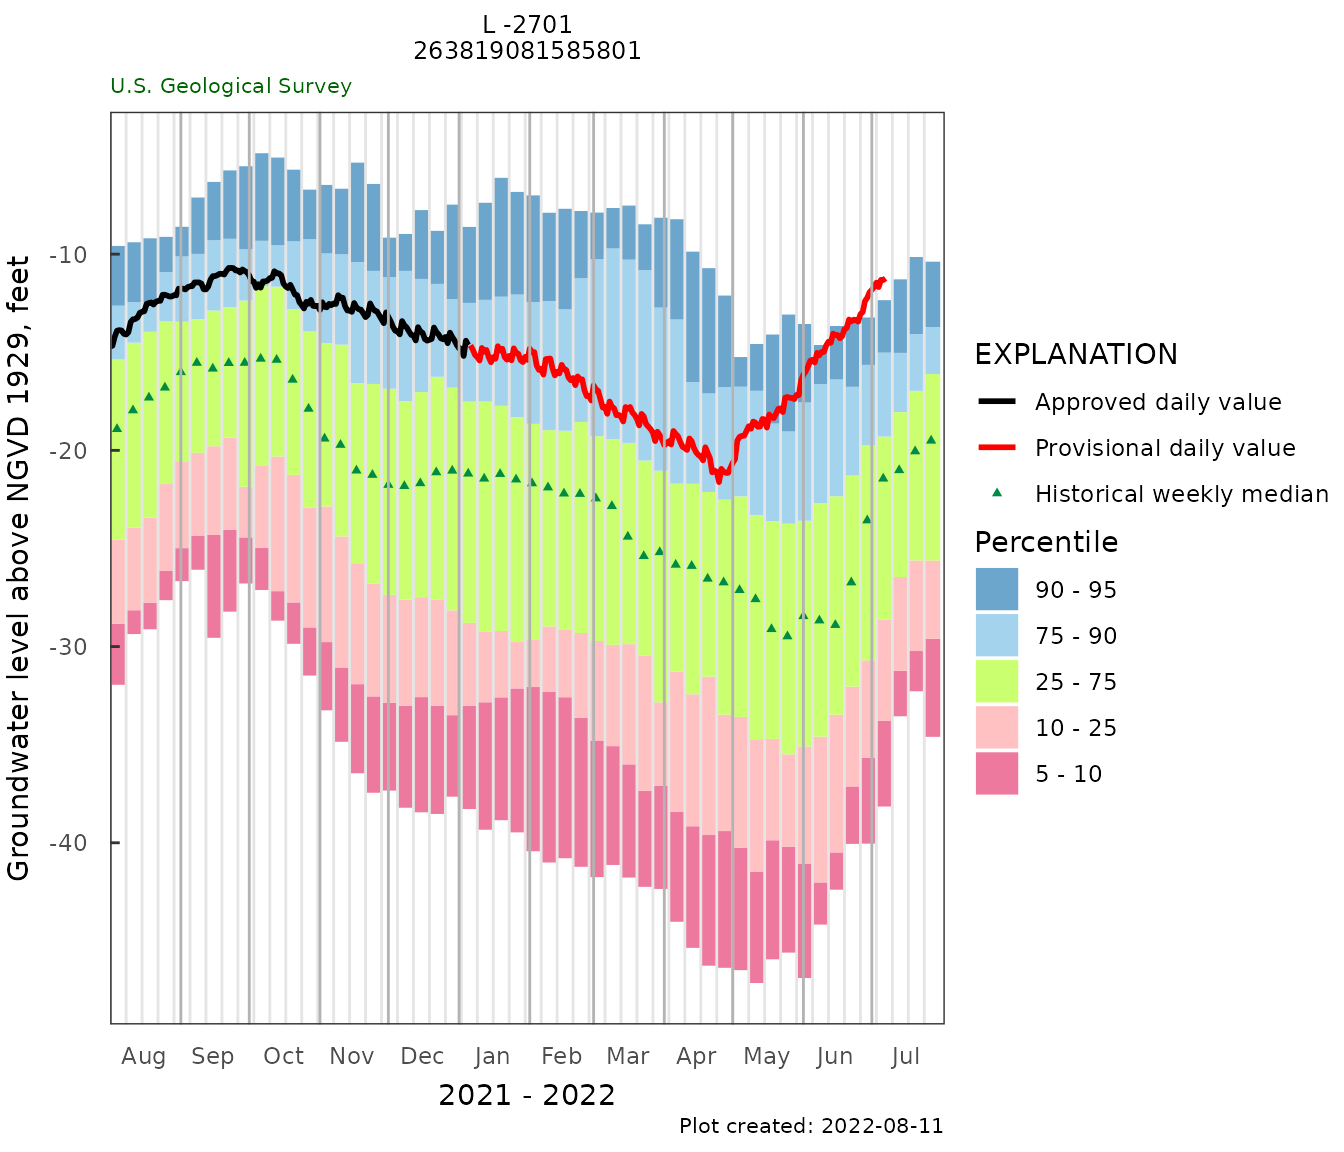 L -2701
263819081585801
U.S. Geological Survey
Groundwater level above NGVD 1929, feet
-10
-20
-30
-40
Aug Sep Oct Nov Dec Jan Feb Mar Apr May Jun Jul
2021 - 2022
Plot created: 2022-08-11
EXPLANATION
Approved daily value
Provisional daily value
Historical weekly median
Percentile
90 - 95
75 - 90
25 - 75
10 - 25
5 - 10